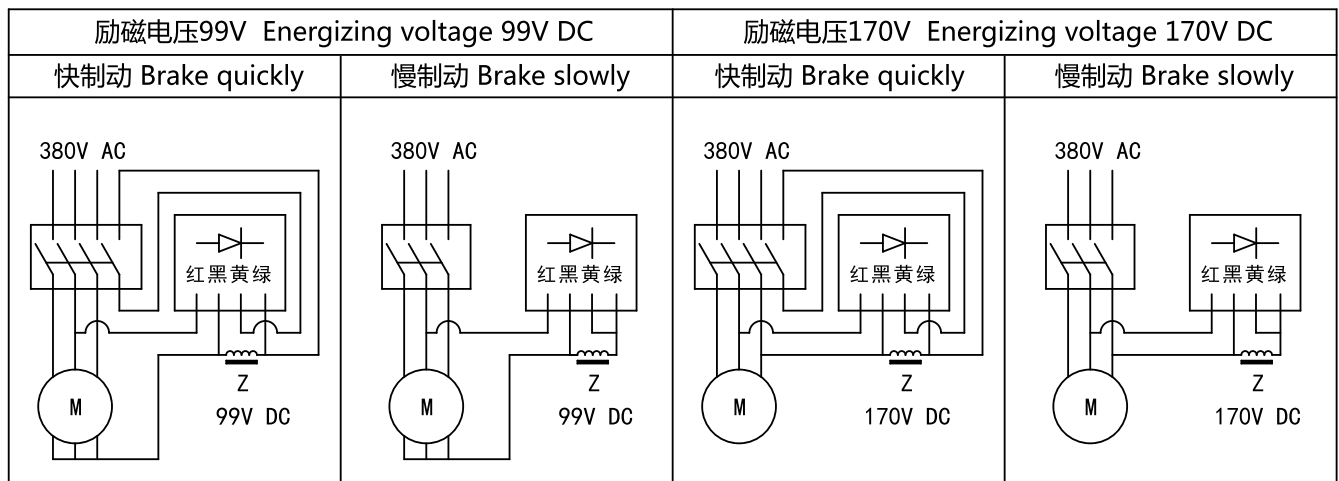 励磁电压99V Energizing voltage 99V DC
励磁电压170V Energizing voltage 170V DC
快制动 Brake quickly
慢制动 Brake slowly
快制动 Brake quickly
慢制动 Brake slowly
380V AC
红黑黄绿
M
Z
99V DC
380V AC
红黑黄绿
M
Z
99V DC
380V AC
红黑黄绿
M
Z
170V DC
380V AC
红黑黄绿
M
Z
170V DC